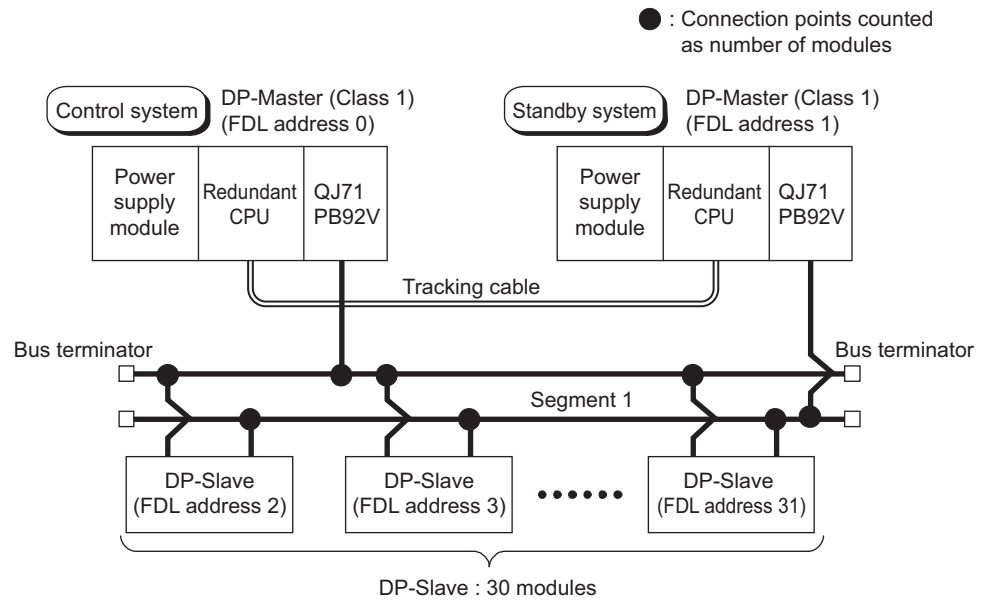 ● : Connection points counted
as number of modules
Control system
DP-Master (Class 1)
(FDL address 0)
Standby system
DP-Master (Class 1)
(FDL address 1)
Power
supply
module
Redundant
CPU
QJ71
PB92V
Power
supply
module
Redundant
CPU
QJ71
PB92V
Tracking cable
Bus terminator
Bus terminator
Segment 1
DP-Slave
(FDL address 2)
DP-Slave
(FDL address 3)
DP-Slave
(FDL address 31)
DP-Slave : 30 modules